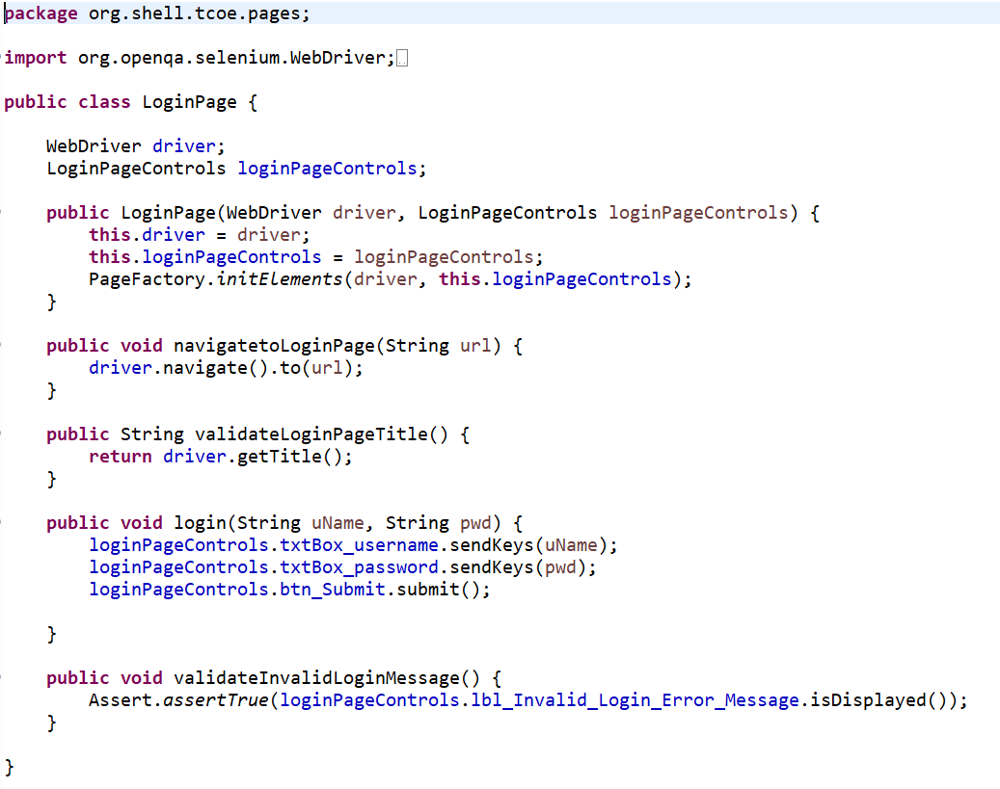 package org.shell.tcoe.pages;
import org.openqa.selenium.WebDriver;
public class LoginPage {
WebDriver driver;
LoginPageControls loginPageControls;
public LoginPage(WebDriver driver, LoginPageControls loginPageControls) {
this.driver = driver;
this.loginPageControls = loginPageControls;
PageFactory.initElements(driver, this.loginPageControls);
}
public void navigatetoLoginPage(String url) {
driver.navigate().to(url);
}
public String validateLoginPageTitle() {
return driver.getTitle();
}
public void login(String uName, String pwd) {
loginPageControls.txtBox_username.sendKeys(uName);
loginPageControls.txtBox_password.sendKeys(pwd);
loginPageControls.btn_Submit.submit();
}
public void validateInvalidLoginMessage() {
Assert.assertTrue(loginPageControls.lbl_Invalid_Login_Error_Message.isDisplayed());
}
}